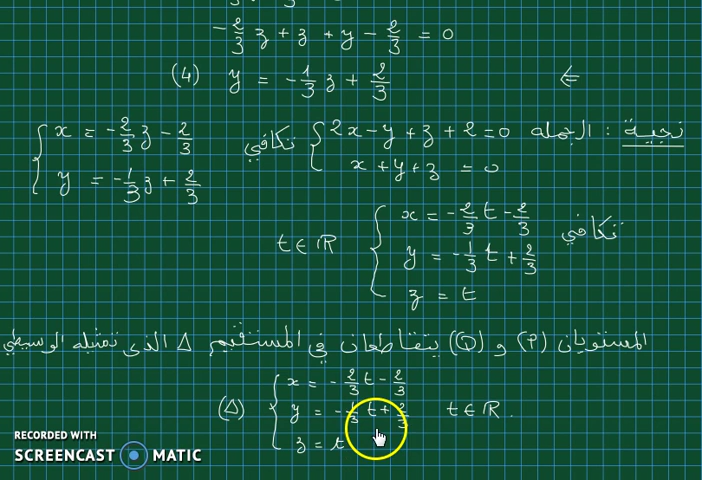 -2/3 z + z + y - 2/3 = 0
(4) y = -1/3 z + 2/3 ⇐
نتيجة : الجملة { 2x - y + z + 2 = 0 تكافئ { x = -2/3 z - 2/3
{ x + y + z = 0 { y = -1/3 z + 2/3
تكافئ { x = -2/3 t - 2/3
{ y = -1/3 t + 2/3 t ∈ ℝ
{ z = t
المستويان (P) و (Q) يتقاطعان في المستقيم Δ الذي تمثيله الوسيطي
{ x = -2/3 t - 2/3
(Δ) { y = -1/3 t + 2/3 t ∈ ℝ.
{ z = t
RECORDED WITH
SCREENCAST MATIC